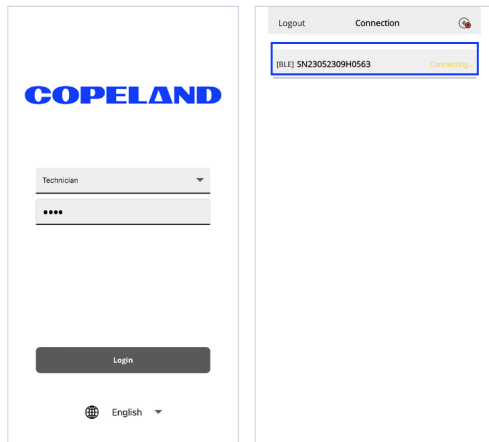 COPELAND
Technician
••••
Login
English
Logout Connection
[BLE] SN23052309H0563 Connecting...